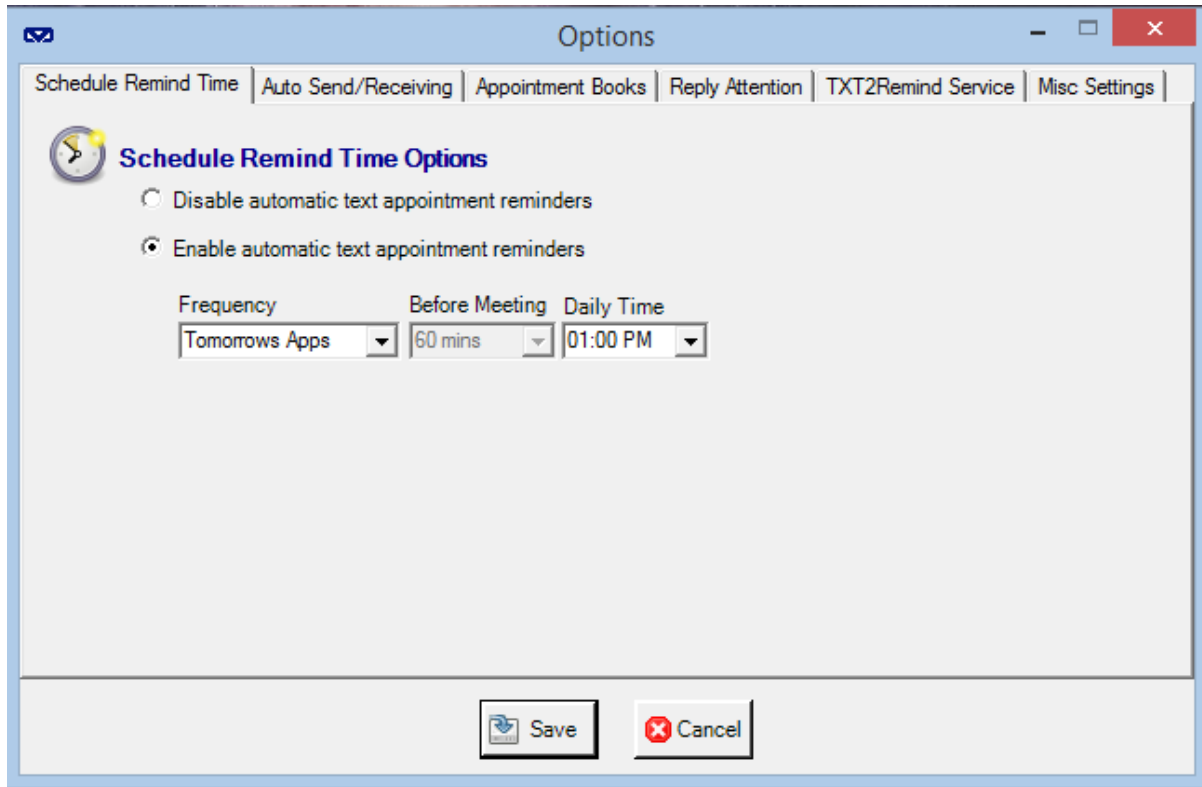 Options
Schedule Remind Time Auto Send/Receiving Appointment Books Reply Attention TXT2Remind Service Misc Settings
Schedule Remind Time Options
Disable automatic text appointment reminders
Enable automatic text appointment reminders
Frequency Before Meeting Daily Time
Tomorrows Apps 60 mins 01:00 PM
Save Cancel